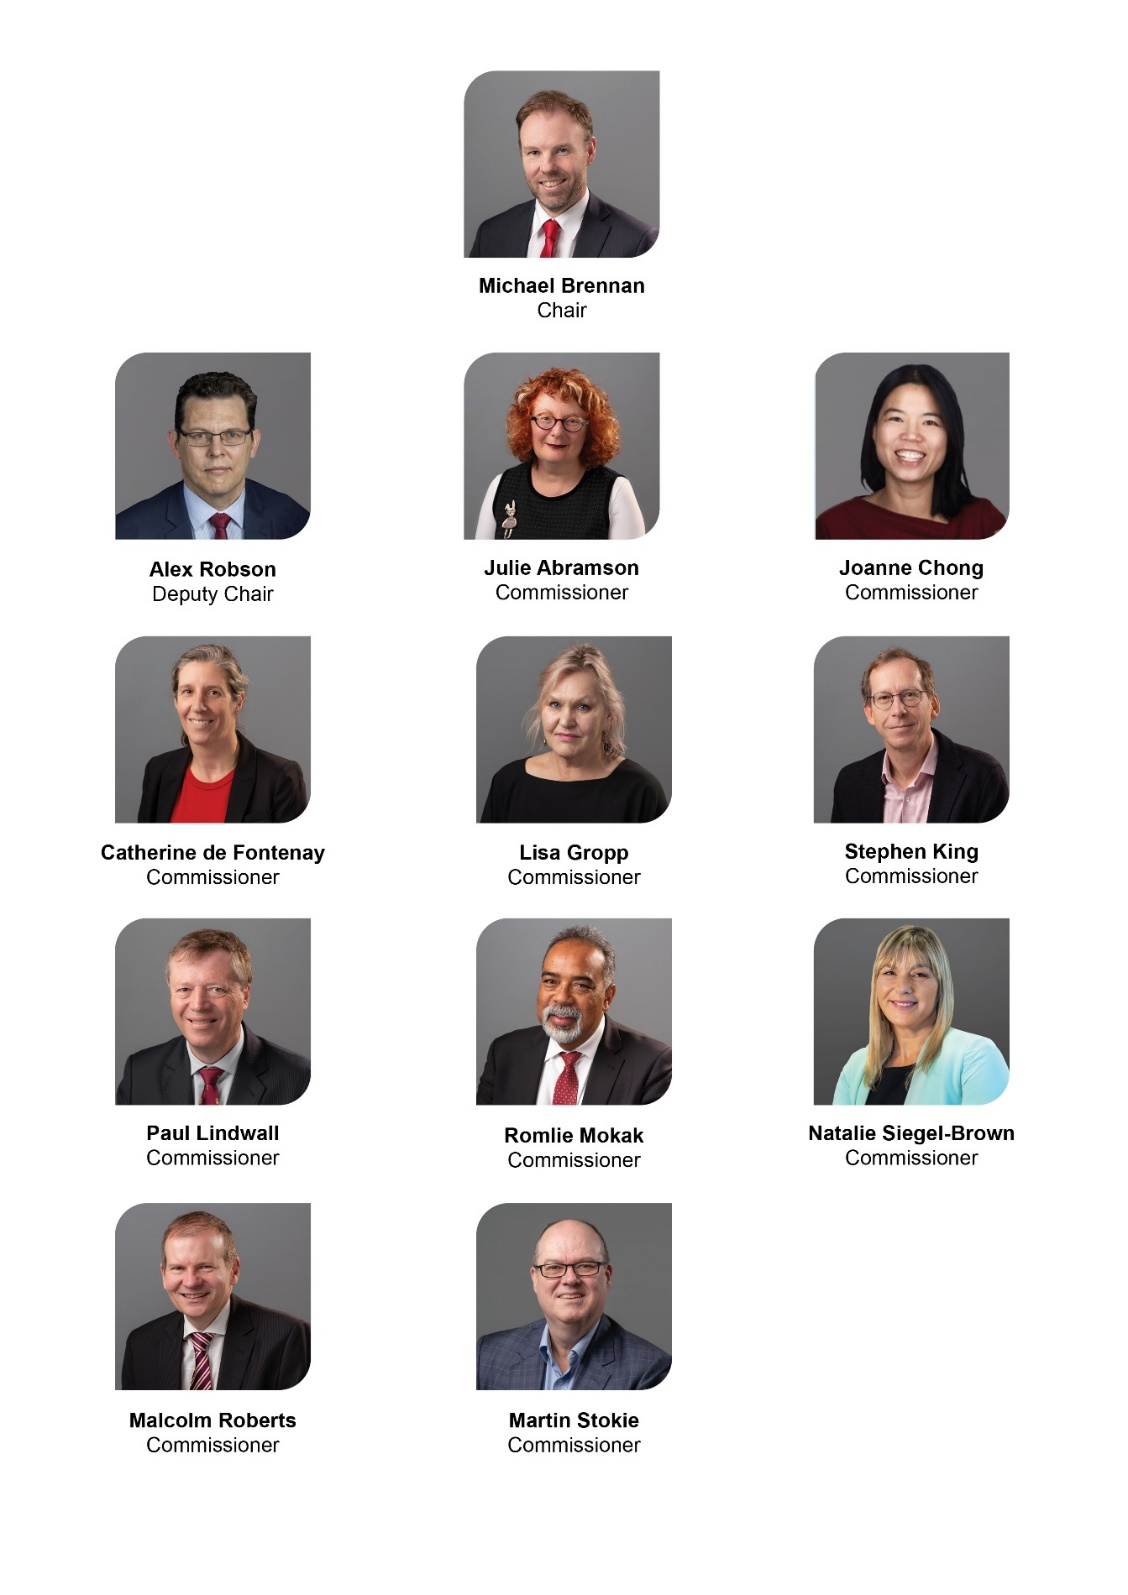 Michael Brennan
Chair
Alex Robson
Deputy Chair
Julie Abramson
Commissioner
Joanne Chong
Commissioner
Catherine de Fontenay
Commissioner
Lisa Gropp
Commissioner
Stephen King
Commissioner
Paul Lindwall
Commissioner
Romlie Mokak
Commissioner
Natalie Siegel-Brown
Commissioner
Malcolm Roberts
Commissioner
Martin Stokie
Commissioner